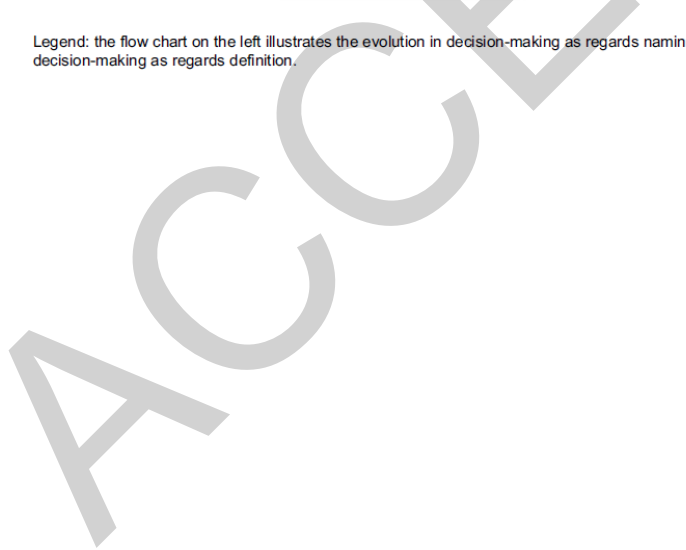 Legend: the flow chart on the left illustrates the evolution in decision-making as regards namin
decision-making as regards definition.
ACCE